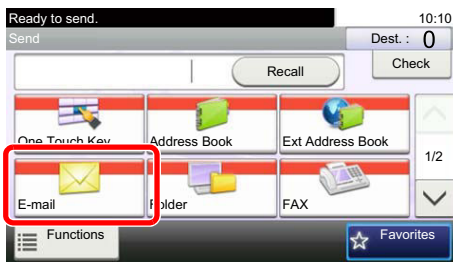 Ready to send.
10:10
Send
Dest. : 0
Recall
Check
One Touch Key
Address Book
Ext Address Book
1/2
E-mail
Folder
FAX
Functions
Favorites